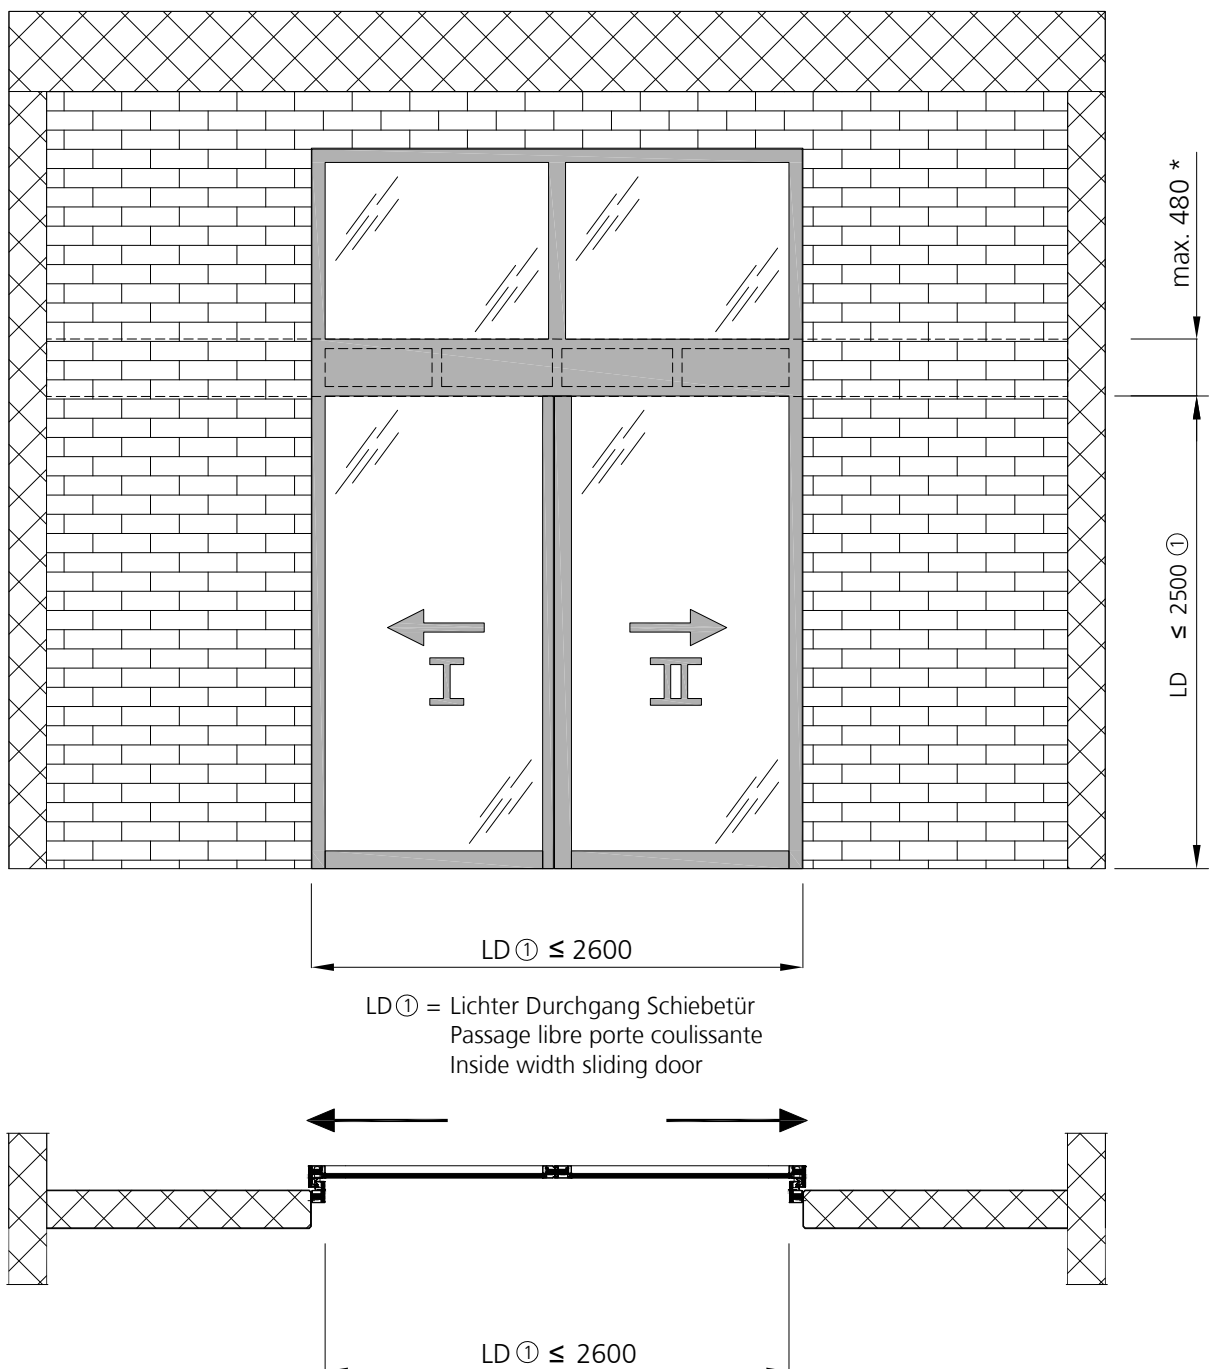 max. 480 *
LD ≤ 2500 ①
I
II
LD ① ≤ 2600
LD ① = Lichter Durchgang Schiebetür
Passage libre porte coulissante
Inside width sliding door
LD ① ≤ 2600